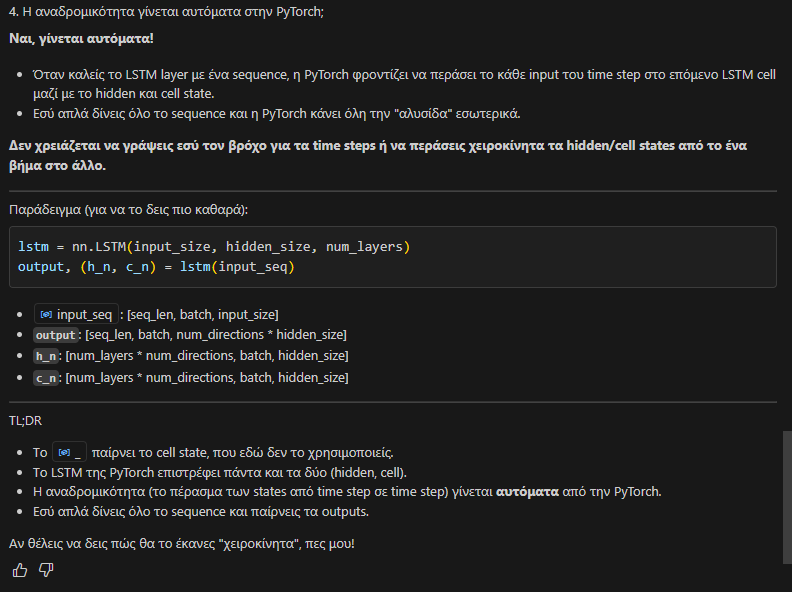 4. Η αναδρομικότητα γίνεται αυτόματα στην PyTorch;
Ναι, γίνεται αυτόματα!
• Όταν καλείς το LSTM layer με ένα sequence, η PyTorch φροντίζει να περάσει το κάθε input του time step στο επόμενο LSTM cell
μαζί με το hidden και cell state.
• Εσύ απλά δίνεις όλο το sequence και η PyTorch κάνει όλη την "αλυσίδα" εσωτερικά.
Δεν χρειάζεται να γράψεις εσύ τον βρόχο για τα time steps ή να περάσεις χειροκίνητα τα hidden/cell states από το ένα
βήμα στο άλλο.
Παράδειγμα (για να το δεις πιο καθαρά):
lstm = nn.LSTM(input_size, hidden_size, num_layers)
output, (h_n, c_n) = lstm(input_seq)
• input_seq : [seq_len, batch, input_size]
• output: [seq_len, batch, num_directions * hidden_size]
• h_n: [num_layers * num_directions, batch, hidden_size]
• c_n: [num_layers * num_directions, batch, hidden_size]
TL;DR
• Το _ παίρνει το cell state, που εδώ δεν το χρησιμοποιείς.
• Το LSTM της PyTorch επιστρέφει πάντα και τα δύο (hidden, cell).
• Η αναδρομικότητα (το πέρασμα των states από time step σε time step) γίνεται αυτόματα από την PyTorch.
• Εσύ απλά δίνεις όλο το sequence και παίρνεις τα outputs.
Αν θέλεις να δεις πώς θα το έκανες "χειροκίνητα", πες μου!